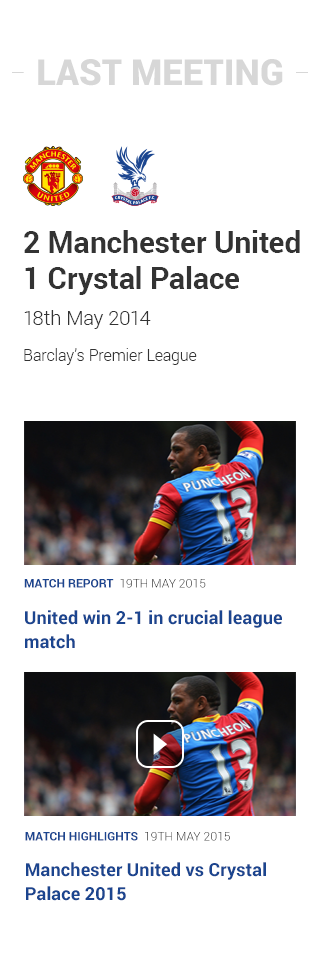 LAST MEETING
MANCHESTER
UNITED
CRYSTAL PALACE F.C.
2 Manchester United
1 Crystal Palace
18th May 2014
Barclay's Premier League
PUNCHEON
13
MATCH REPORT 19TH MAY 2015
United win 2-1 in crucial league
match
PUNCHEON
13
MATCH HIGHLIGHTS 19TH MAY 2015
Manchester United vs Crystal
Palace 2015